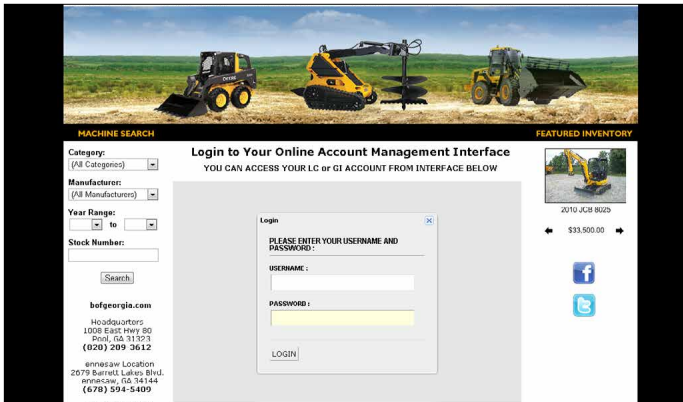 MACHINE SEARCH
FEATURED INVENTORY
Category:
(All Categories)
Manufacturer:
(All Manufacturers)
Year Range:
to
Stock Number:
Search
bofgeorgia.com
Headquarters
1008 East Hwy 80
Pool, GA 31323
(820) 289 3612
ennesaw Location
2679 Barrett Lakes Blvd.
ennesaw, GA 34144
(678) 594-5409
Login to Your Online Account Management Interface
YOU CAN ACCESS YOUR LC or GI ACCOUNT FROM INTERFACE BELOW
Login
PLEASE ENTER YOUR USERNAME AND
PASSWORD :
USERNAME :
PASSWORD :
LOGIN
2010 JCB 8025
$33,500.00